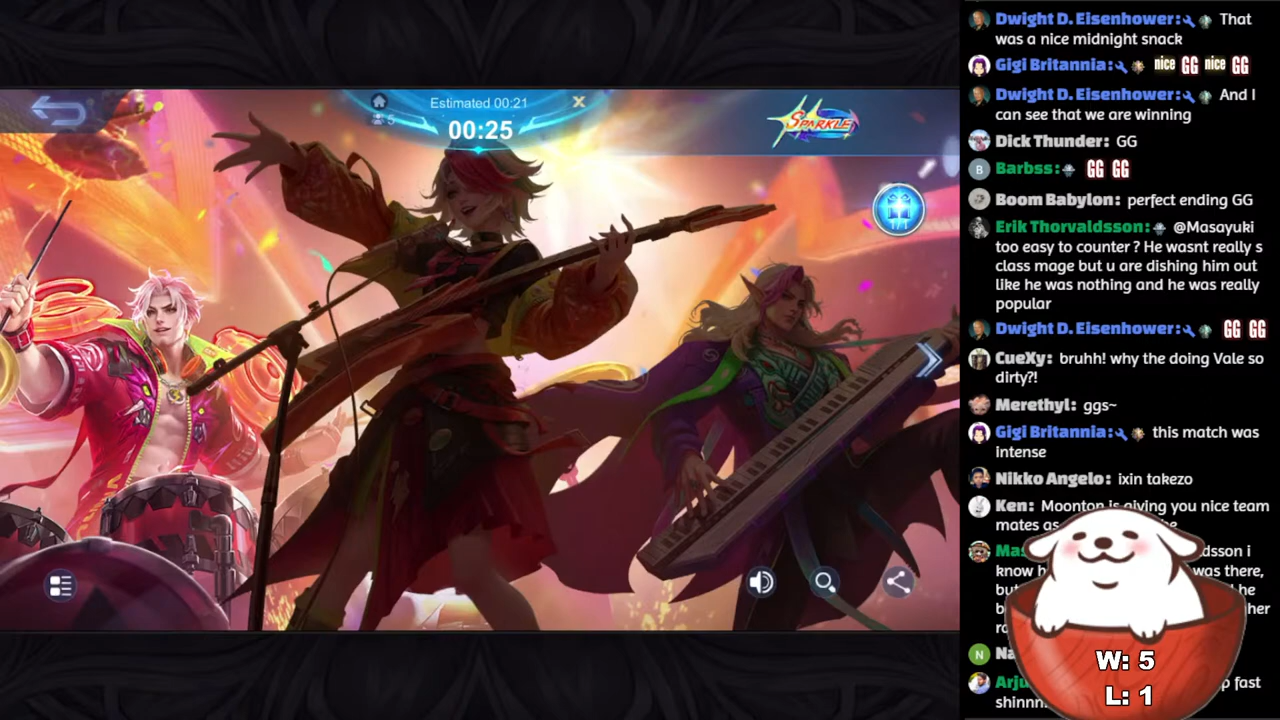 Estimated 00:21
5
00:25
SPARKLE
1/1
Dwight D. Eisenhower: That
was a nice midnight snack
Gigi Britannia: nice GG nice GG
Dwight D. Eisenhower: And I
can see that we are winning
Dick Thunder: GG
B Barbss: GG GG
Boom Babylon: perfect ending GG
Erik Thorvaldsson: @Masayuki
too easy to counter? He wasnt really s
class mage but u are dishing him out
like he was nothing and he was really
popular
Dwight D. Eisenhower: GG GG
CueXy: bruhh! why the doing Vale so
dirty?!
Merethyl: ggs~
Gigi Britannia: this match was
intense
Nikko Angelo: ixin takezo
Ken: Moonton is giving you nice team
mates as
dsson i
know
was there,
he
N
fast
shinnn
W: 5
L: 1